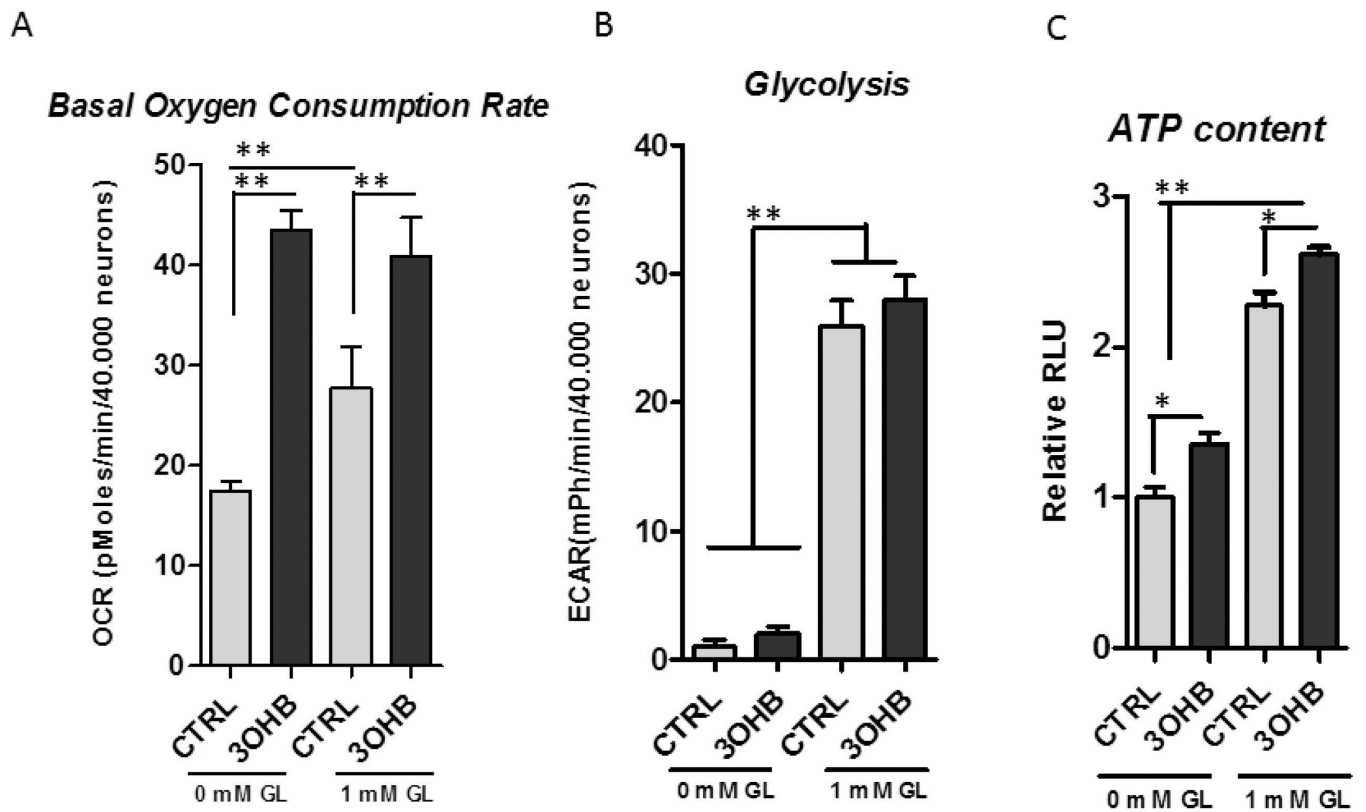 A
Basal Oxygen Consumption Rate
OCR (pMoles/min/40.000 neurons)
50
40
30
20
10
0
**
**
**
CTRL
3OHB
CTRL
3OHB
0 mM GL
1 mM GL
B
Glycolysis
ECAR(mPh/min/40.000 neurons)
40
30
20
10
0
**
CTRL
3OHB
CTRL
3OHB
0 mM GL
1 mM GL
C
ATP content
Relative RLU
3
2
1
0
**
*
*
CTRL
3OHB
CTRL
3OHB
0 mM GL
1 mM GL